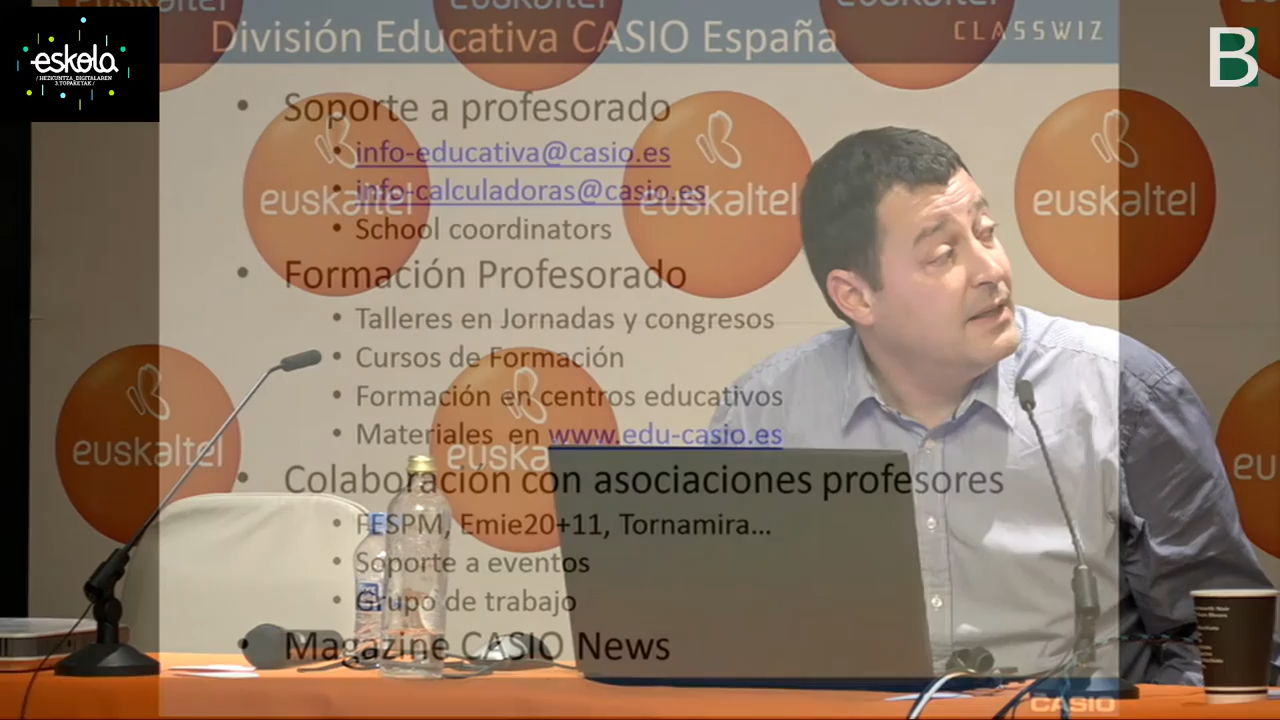 eskola
/ HEZKUNTZA_DIGITALAREN
3.TOPAKETAK /
B
División Educativa CASIO España
CLASSWIZ
• Soporte a profesorado
• info-educativa@casio.es
• info-calculadoras@casio.es
• School coordinators
• Formación Profesorado
• Talleres en Jornadas y congresos
• Cursos de Formación
• Formación en centros educativos
• Materiales en www.edu-casio.es
• Colaboración con asociaciones profesores
• FESPM, Emie20+11, Tornamira...
• Soporte a eventos
• Grupo de trabajo
• Magazine CASIO News
CASIO
euskaltel
euskaltel
euskaltel
euskaltel
euska
eu
euskaltel